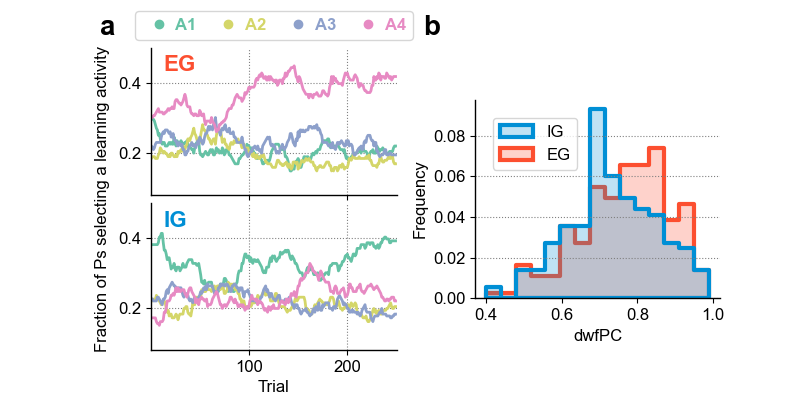 a
A1 A2 A3 A4
b
Fraction of Ps selecting a learning activity
EG
0.4
0.2
IG
0.4
0.2
100 200
Trial
Frequency
IG
EG
0.08
0.06
0.04
0.02
0.00
0.4 0.6 0.8 1.0
dwfPC